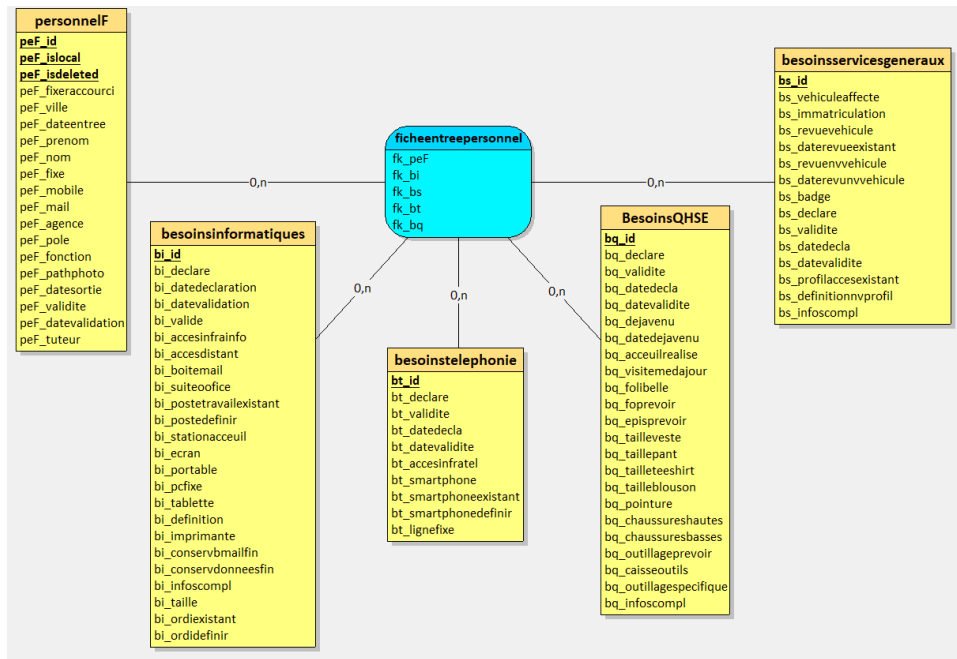 personnelF
peF_id
peF_islocal
peF_isdeleted
peF_fixeraccourci
peF_ville
peF_dateentree
peF_prenom
peF_nom
peF_fixe
peF_mobile
peF_mail
peF_agence
peF_pole
peF_fonction
peF_pathphoto
peF_datesortie
peF_validite
peF_datevalidation
peF_tuteur
0,n
ficheentreepersonnel
fk_peF
fk_bi
fk_bs
fk_bt
fk_bq
0,n
besoinsservicesgeneraux
bs_id
bs_vehiculeaffecte
bs_immatriculation
bs_revuevehicule
bs_daterevueexistant
bs_revuenvvehicule
bs_daterevunvvehicule
bs_badge
bs_declare
bs_validite
bs_datedecla
bs_datevalidite
bs_profilaccesexistant
bs_definitionnvprofil
bs_infoscompl
besoinsinformatiques
bi_id
bi_declare
bi_datedeclaration
bi_datevalidation
bi_valide
bi_accesinfrainfo
bi_accesdistant
bi_boitemail
bi_suiteoofice
bi_postetravailexistant
bi_postedefinir
bi_stationacceuil
bi_ecran
bi_portable
bi_pcfixe
bi_tablette
bi_definition
bi_imprimante
bi_conservbmailfin
bi_conservdonneesfin
bi_infoscompl
bi_taille
bi_ordiexistant
bi_ordidefinir
0,n
0,n
0,n
besoinstelephonie
bt_id
bt_declare
bt_validite
bt_datedecla
bt_datevalidite
bt_accesinfratel
bt_smartphone
bt_smartphoneexistant
bt_smartphonedefinir
bt_lignefixe
BesoinsQHSE
bq_id
bq_declare
bq_validite
bq_datedecla
bq_datevalidite
bq_dejavenu
bq_datedejavenu
bq_acceuilrealise
bq_visitemedajour
bq_folibelle
bq_foprevoir
bq_episprevoir
bq_tailleveste
bq_taillepant
bq_tailleteeshirt
bq_tailleblouson
bq_pointure
bq_chaussureshautes
bq_chaussuresbasses
bq_outillageprevoir
bq_caisseoutils
bq_outillagespecifique
bq_infoscompl